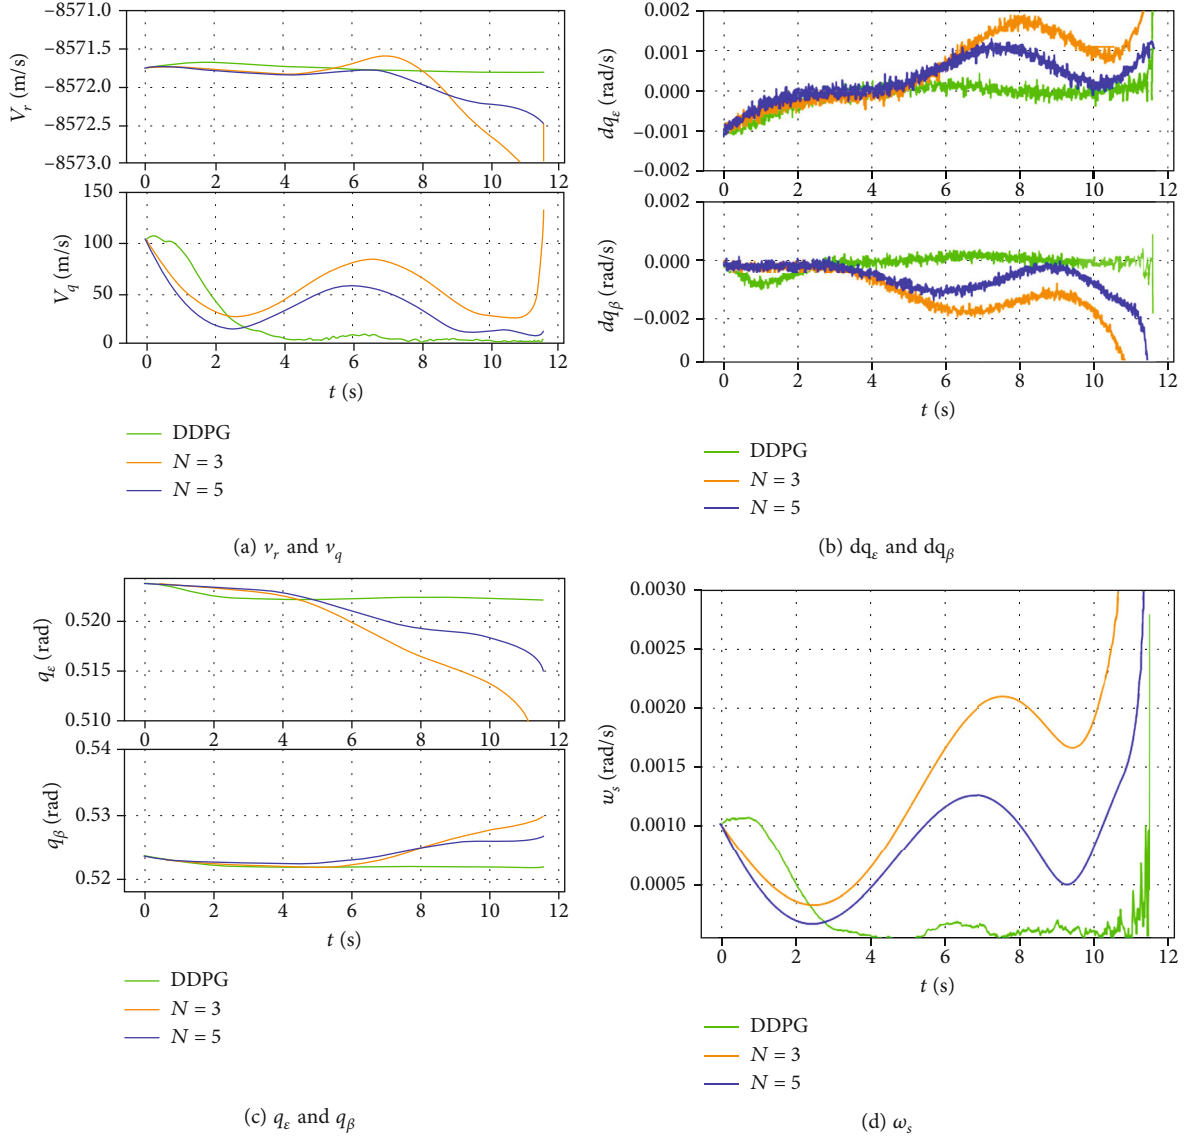 −8571.0
−8571.5
−8572.0
−8572.5
−8573.0
V_r (m/s)
0 2 4 6 8 10 12
150
100
50
0
V_q (m/s)
0 2 4 6 8 10 12
t (s)
DDPG
N = 3
N = 5
(a) v_r and v_q
0.002
0.001
0.000
−0.001
−0.002
dq_ε (rad/s)
0 2 4 6 8 10 12
0.002
0.000
−0.002
0
dq_β (rad/s)
0 2 4 6 8 10 12
t (s)
DDPG
N = 3
N = 5
(b) dq_ε and dq_β
0.520
0.515
0.510
q_ε (rad)
0 2 4 6 8 10 12
0.54
0.53
0.52
q_β (rad)
0 2 4 6 8 10 12
t (s)
DDPG
N = 3
N = 5
(c) q_ε and q_β
0.0030
0.0025
0.0020
0.0015
0.0010
0.0005
w_s (rad/s)
0 2 4 6 8 10 12
t (s)
DDPG
N = 3
N = 5
(d) ω_s